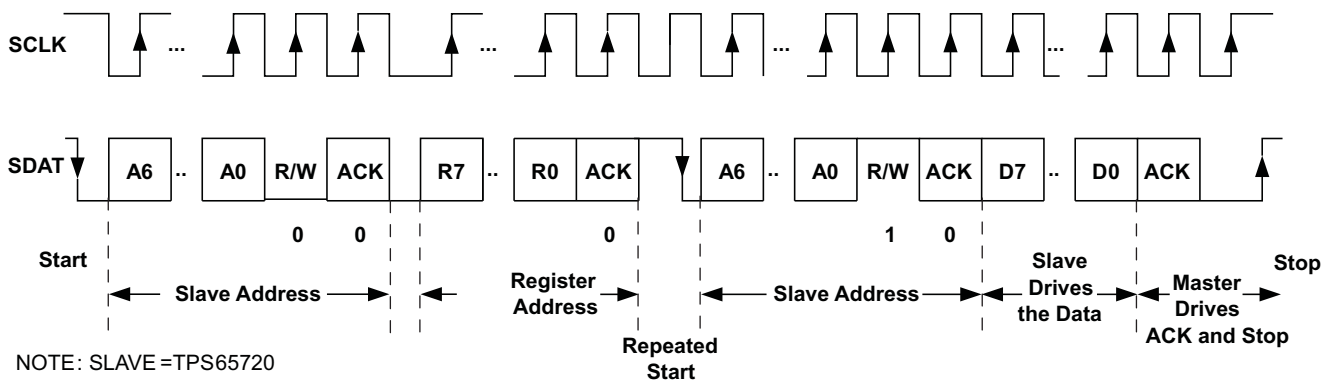 SCLK ... ... ... ...
SDAT A6 .. A0 R/W ACK R7 .. R0 ACK A6 .. A0 R/W ACK D7 .. D0 ACK
0 0 0 1 0
Start Slave Address Register Address Repeated Start Slave Address Slave Drives the Data Master Drives ACK and Stop Stop
NOTE: SLAVE=TPS65720